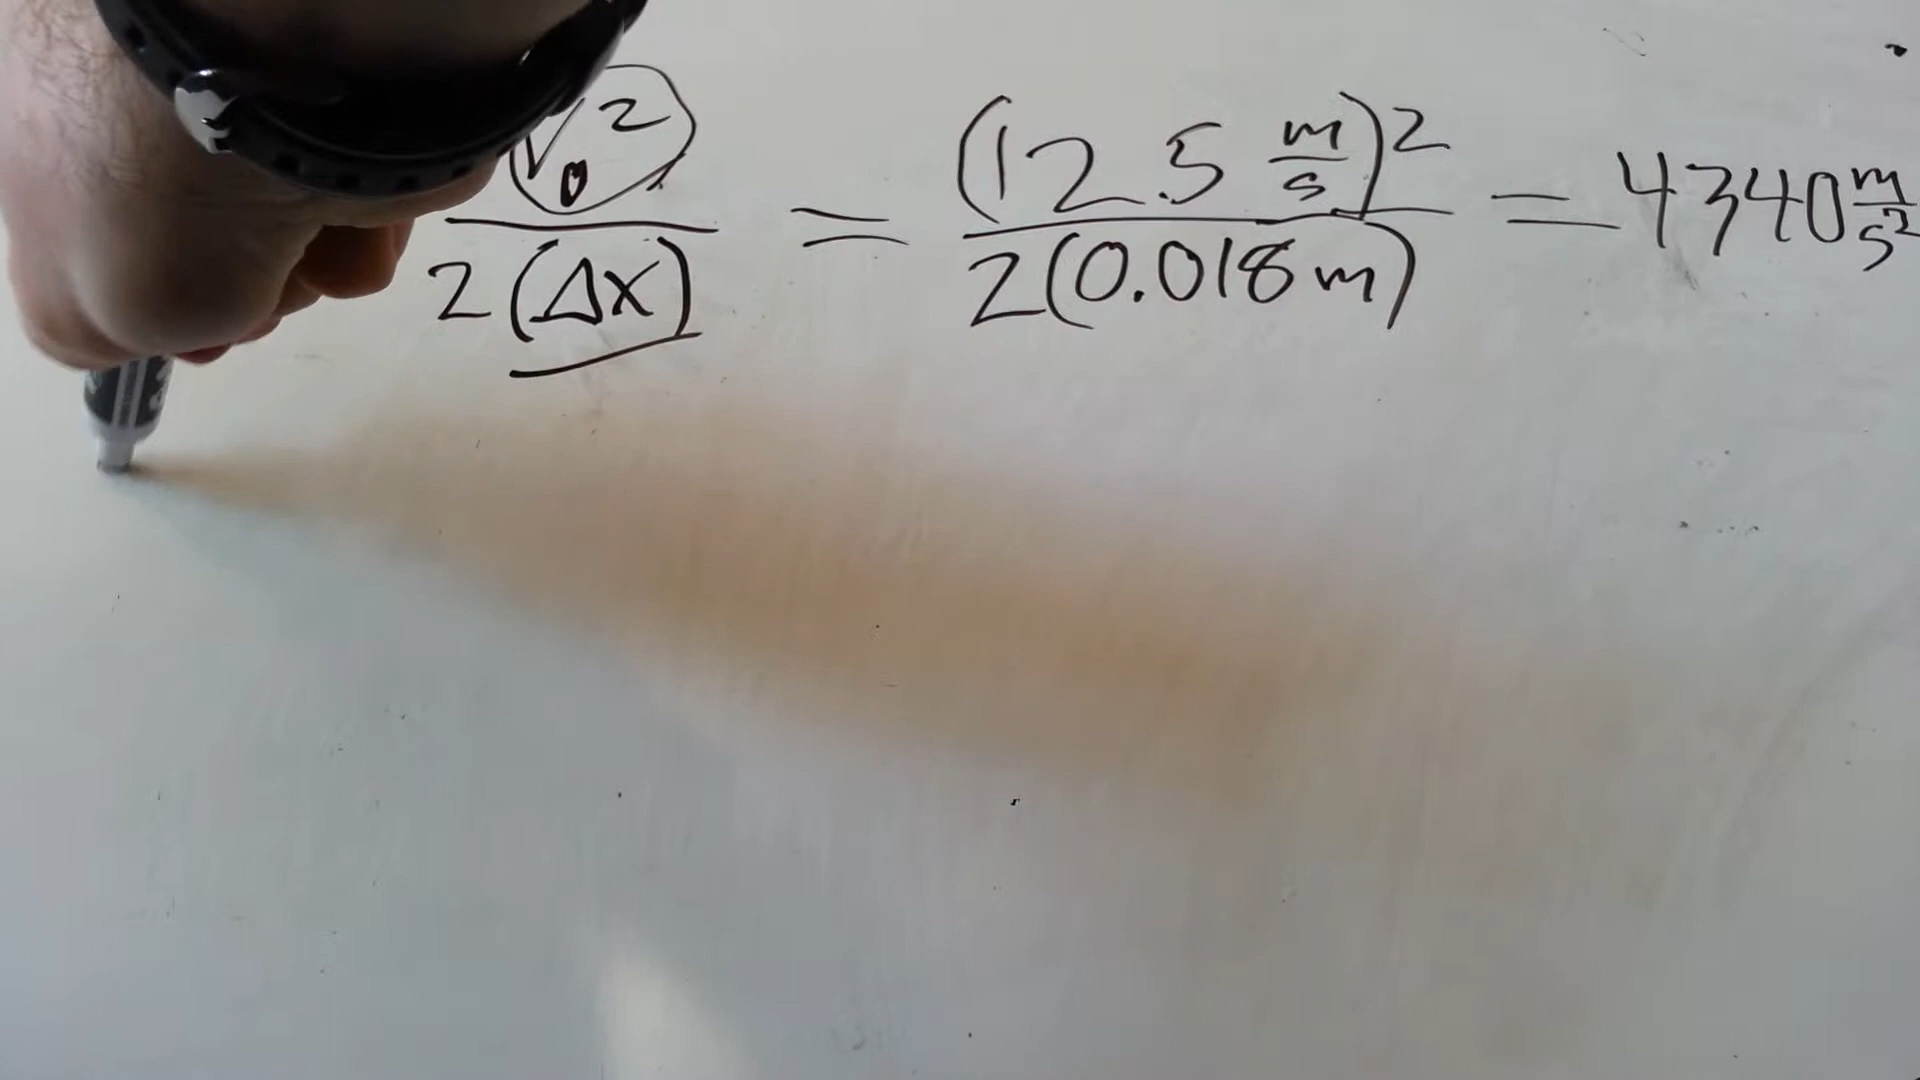 V₀² / 2(Δx) = (12.5 m/s)² / 2(0.018m) = 4340 m/s²